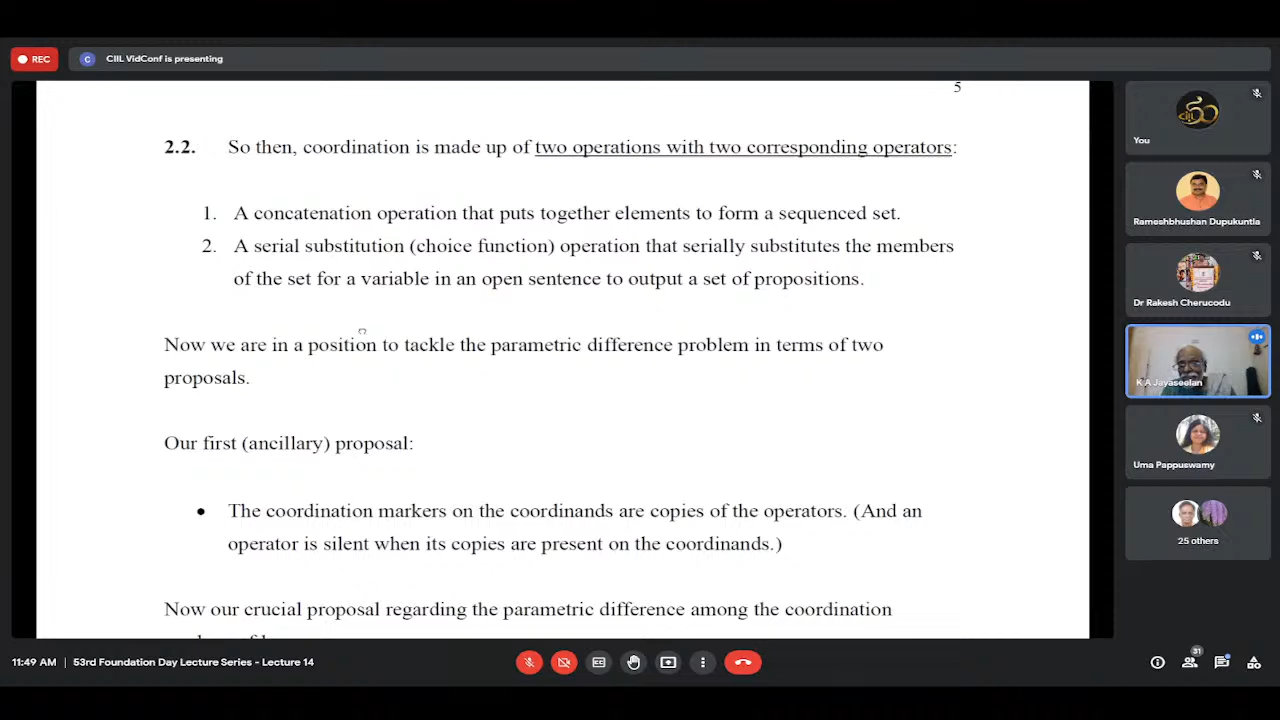 REC
C
CIIL VidConf is presenting
5
2.2. So then, coordination is made up of two operations with two corresponding operators:
1. A concatenation operation that puts together elements to form a sequenced set.
2. A serial substitution (choice function) operation that serially substitutes the members
of the set for a variable in an open sentence to output a set of propositions.
Now we are in a position to tackle the parametric difference problem in terms of two
proposals.
Our first (ancillary) proposal:
• The coordination markers on the coordinands are copies of the operators. (And an
operator is silent when its copies are present on the coordinands.)
Now our crucial proposal regarding the parametric difference among the coordination
You
Rameshbhushan Dupukuntla
Dr Rakesh Cherucodu
K A Jayaseelan
Uma Pappuswamy
25 others
11:49 AM | 53rd Foundation Day Lecture Series - Lecture 14
CC
31